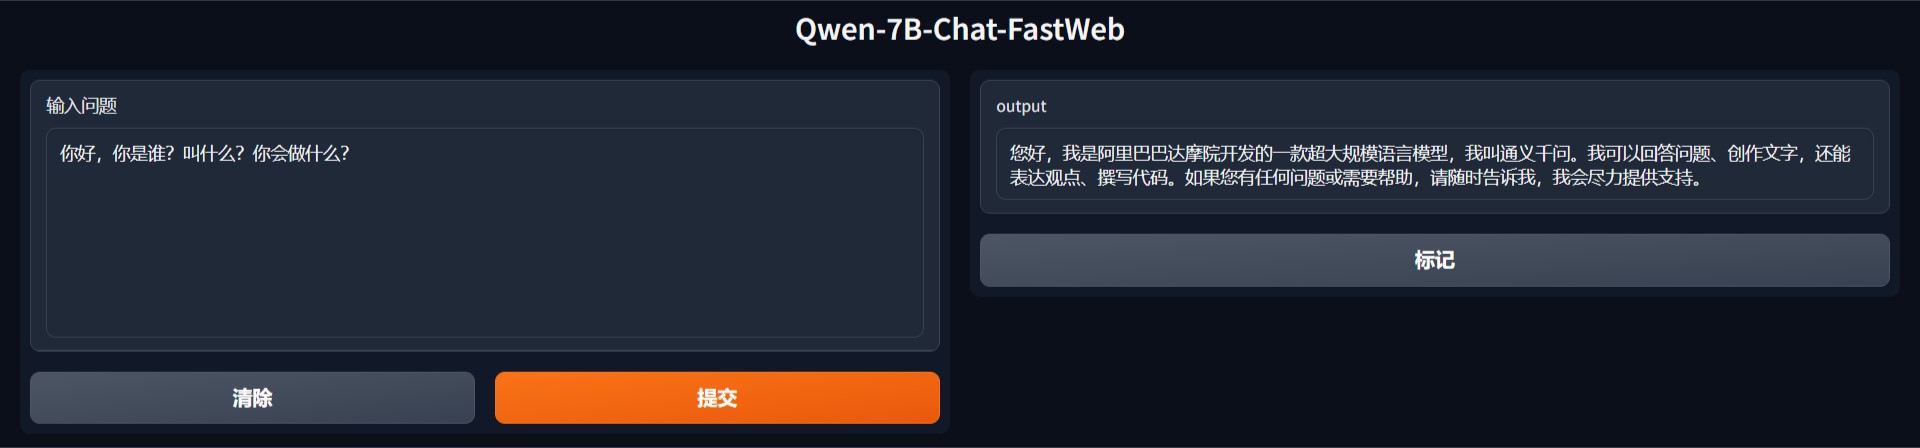 Qwen-7B-Chat-FastWeb
输入问题
你好，你是谁？叫什么？你会做什么？
清除
提交
output
您好，我是阿里巴巴达摩院开发的一款超大规模语言模型，我叫通义千问。我可以回答问题、创作文字，还能
表达观点、撰写代码。如果您有任何问题或需要帮助，请随时告诉我，我会尽力提供支持。
标记